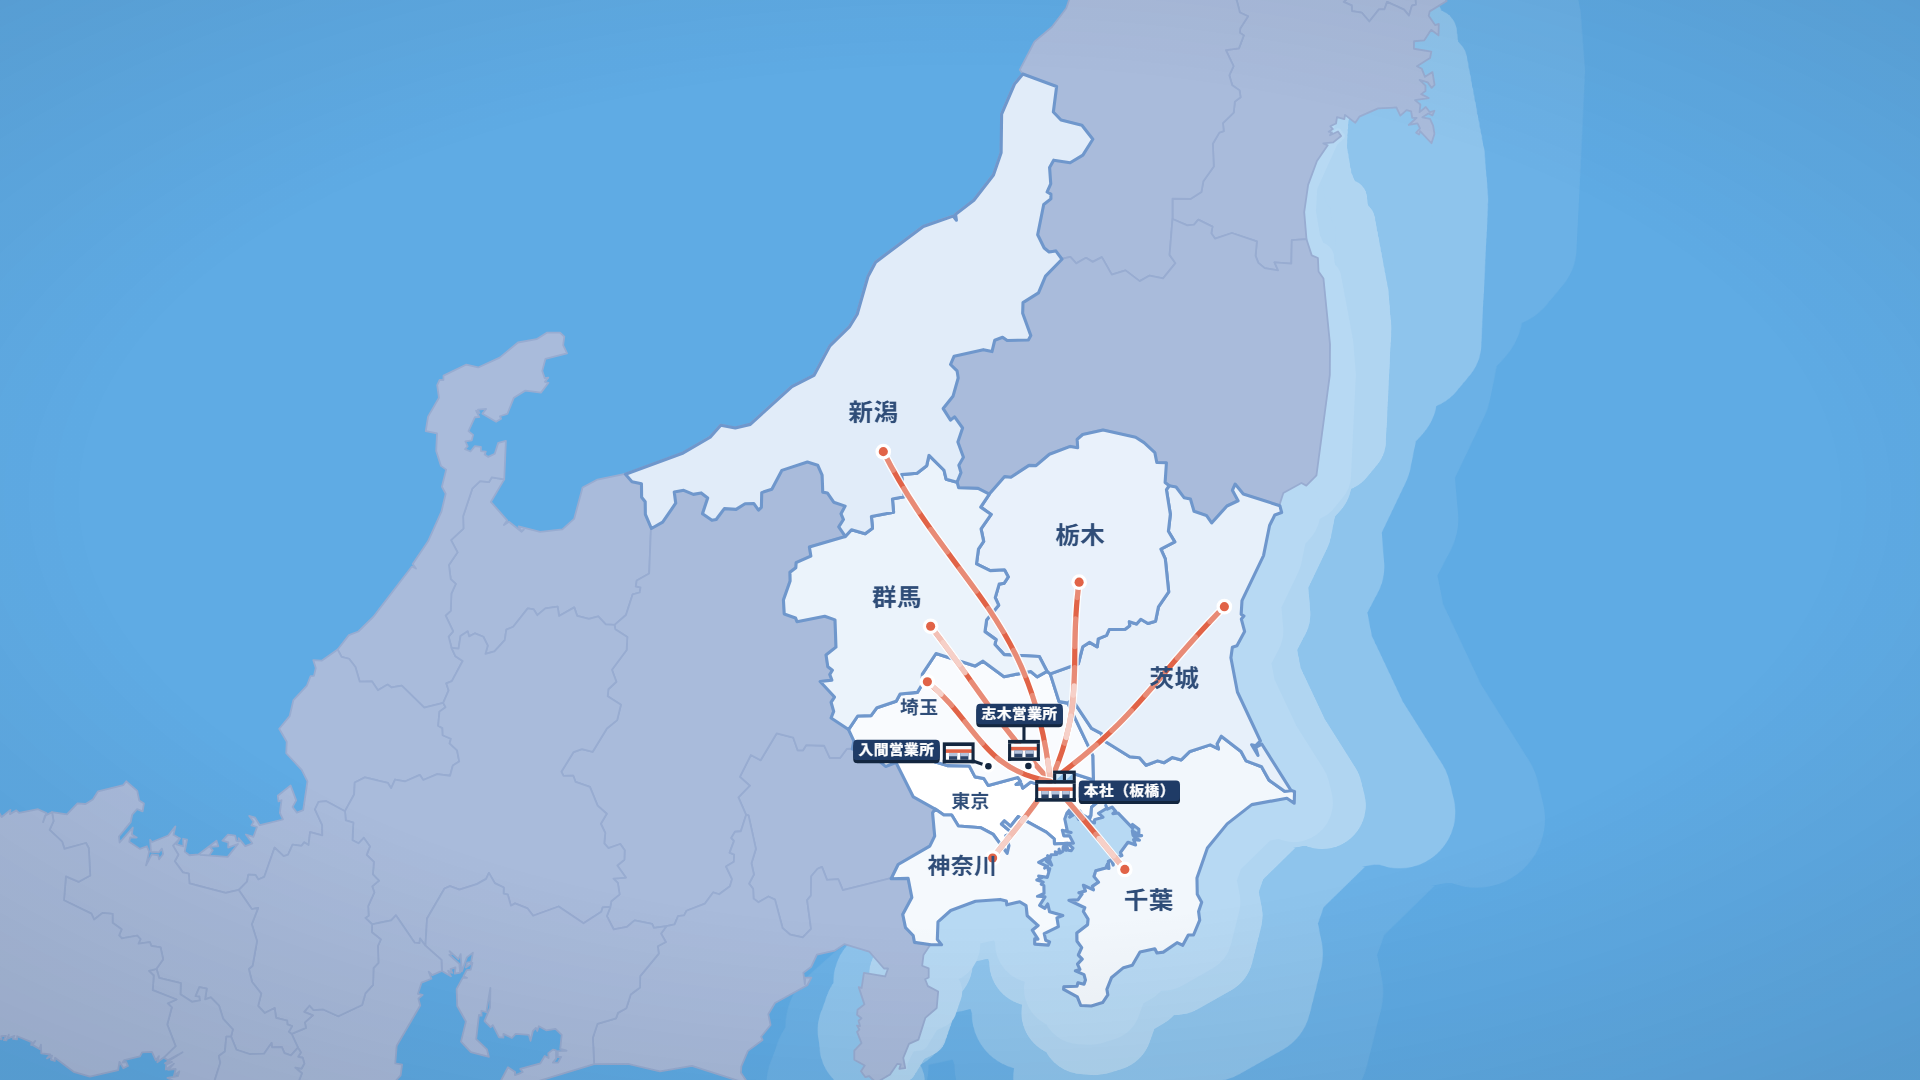 新潟
栃木
群馬
茨城
埼玉
志木営業所
入間営業所
本社（板橋）
東京
神奈川
千葉